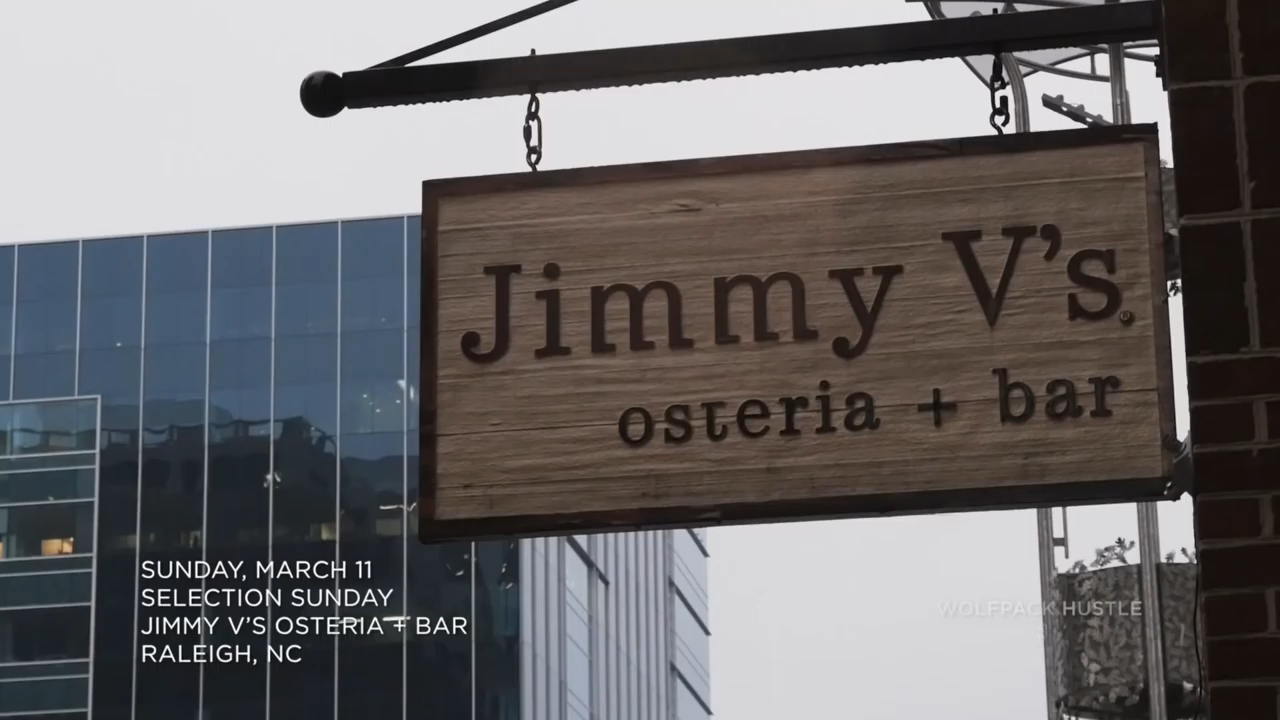 Jimmy V's®
osteria + bar
SUNDAY, MARCH 11
SELECTION SUNDAY
JIMMY V'S OSTERIA + BAR
RALEIGH, NC
WOLFPACK HUSTLE